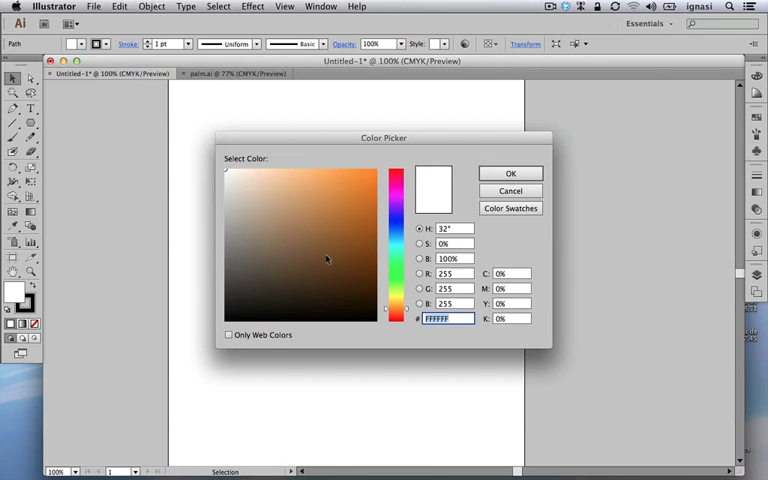 Illustrator File Edit Object Type Select Effect View Window Help ignasi
Ai Br Essentials
Path Stroke: 1 pt Uniform Basic Opacity: 100% Style: Transform
Untitled-1* @ 100% (CMYK/Preview)
Untitled-1* @ 100% (CMYK/Preview) palm.ai @ 77% (CMYK/Preview)
Color Picker
Select Color:
OK
Cancel
Color Swatches
H: 32°
S: 0%
B: 100%
R: 255 C: 0%
G: 255 M: 0%
B: 255 Y: 0%
# FFFFFF K: 0%
Only Web Colors
100% 1 Selection